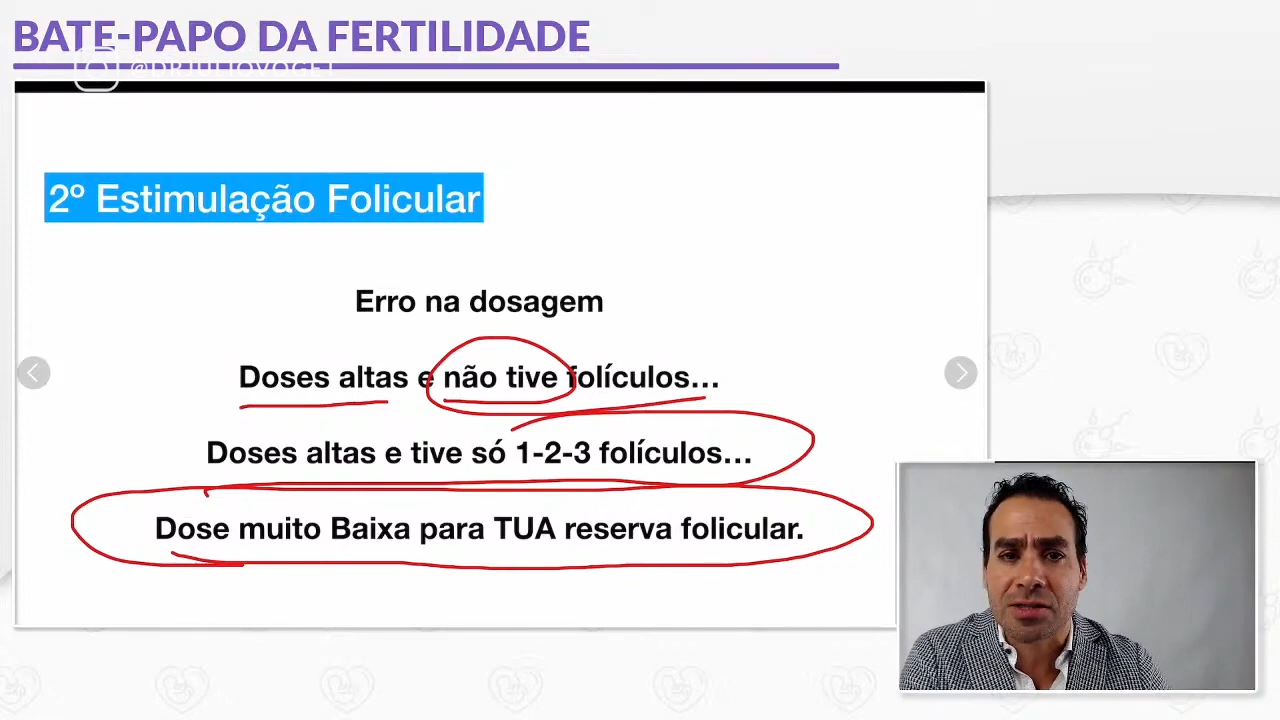 BATE-PAPO DA FERTILIDADE
@DRJULIOVOGET
2º Estimulação Folicular
Erro na dosagem
Doses altas e não tive folículos...
Doses altas e tive só 1-2-3 folículos...
Dose muito Baixa para TUA reserva folicular.